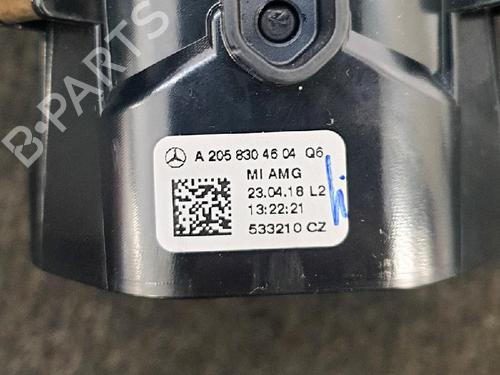 B-PARTS
A 205 830 46 04 Q6
MI AMG
23.04.18 L2
13:22:21
533210 CZ